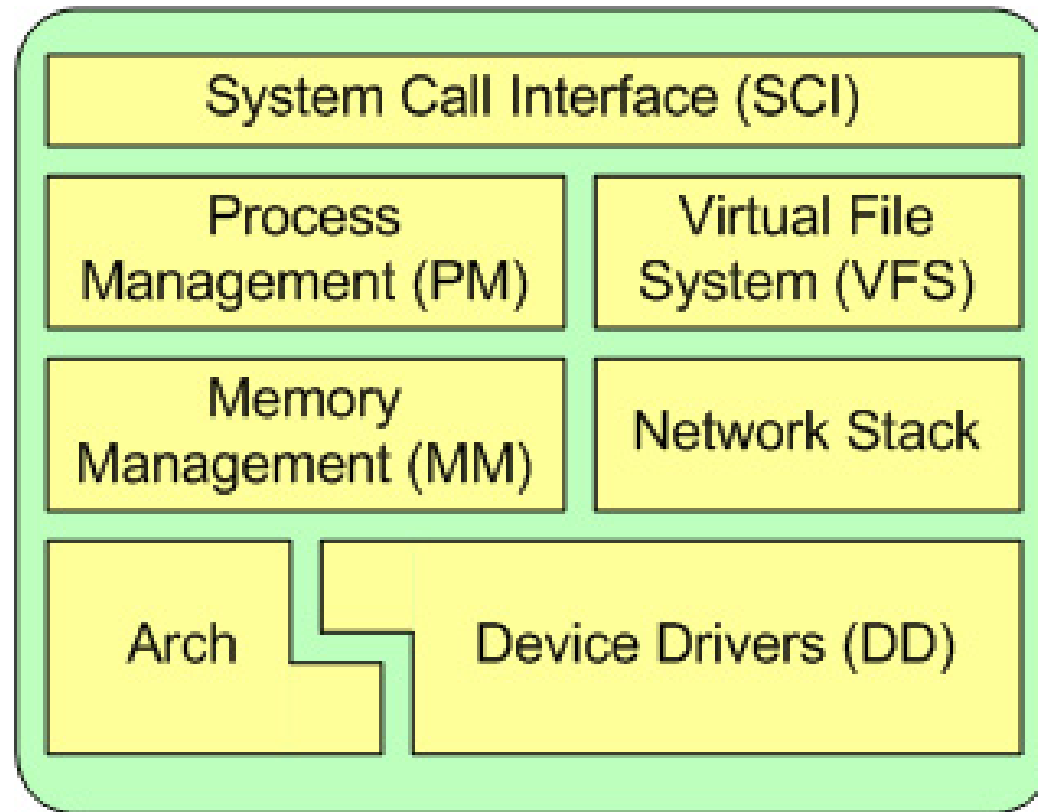 System Call Interface (SCI)
Process
Management (PM)
Virtual File
System (VFS)
Memory
Management (MM)
Network Stack
Arch
Device Drivers (DD)